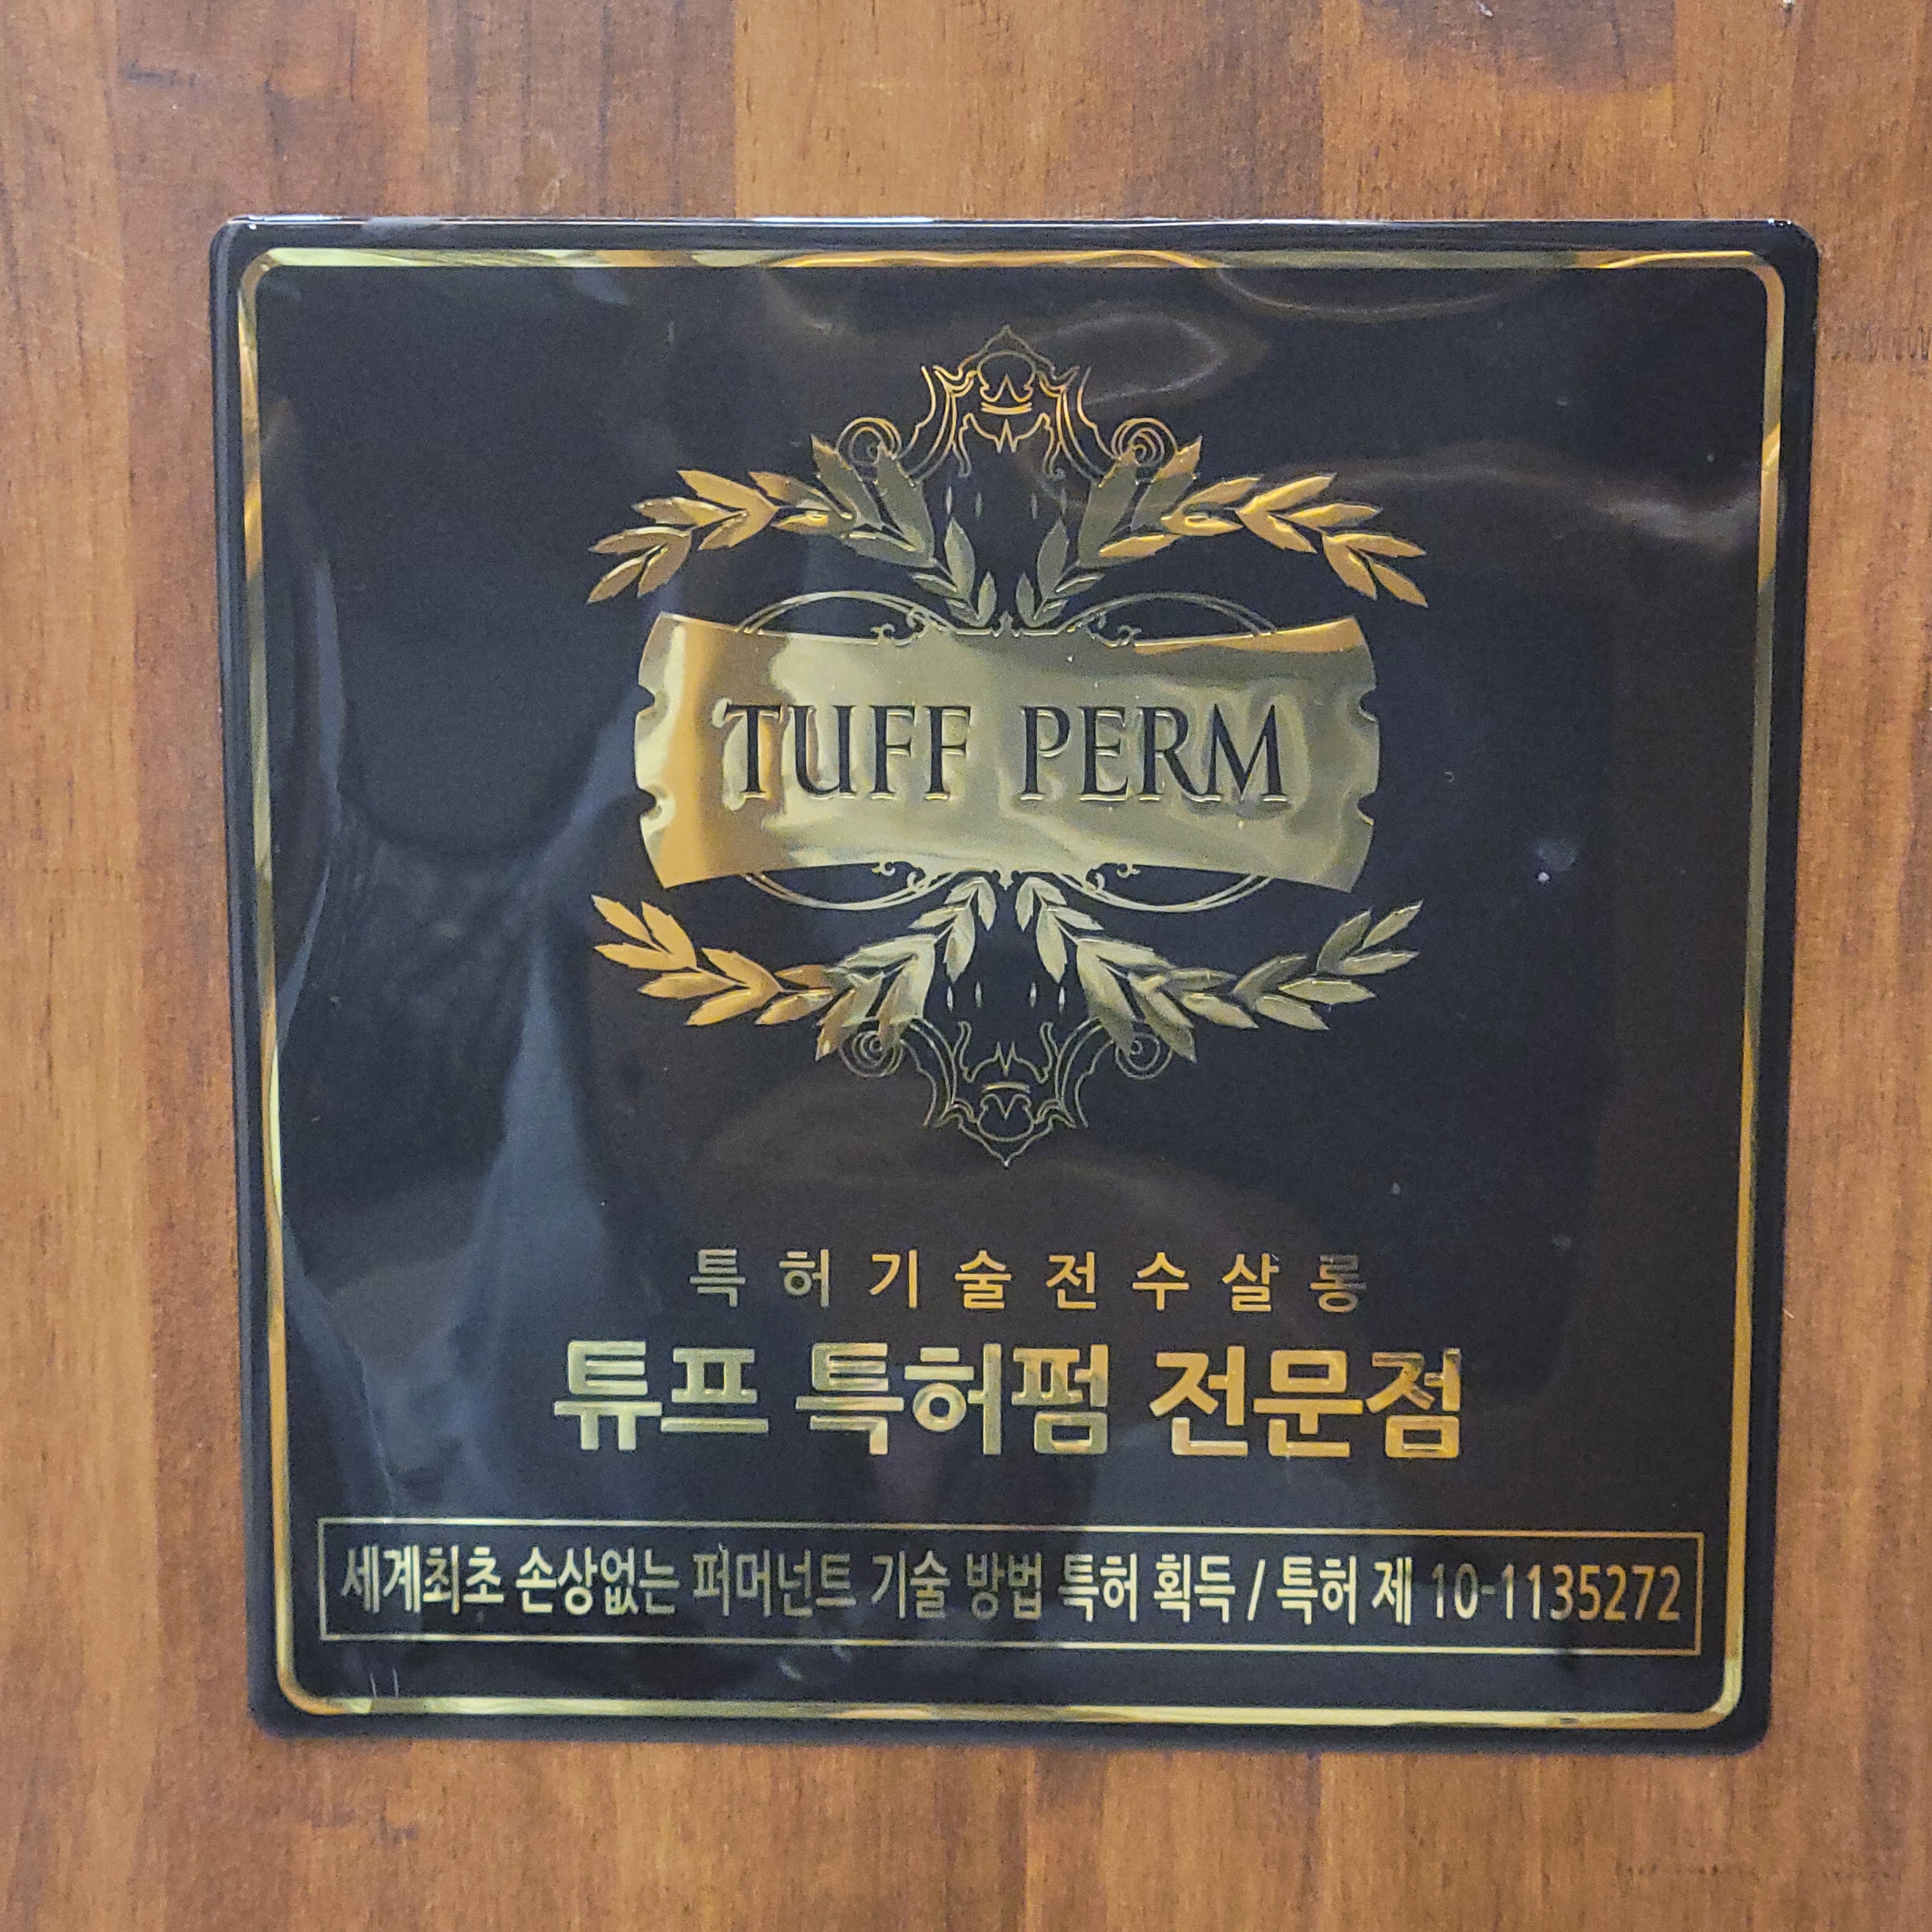 TUFF PERM
특허기술전수살롱
튜프 특허펌 전문점
세계최초 손상없는 퍼머넌트 기술 방법 특허 획득 / 특허 제 10-1135272